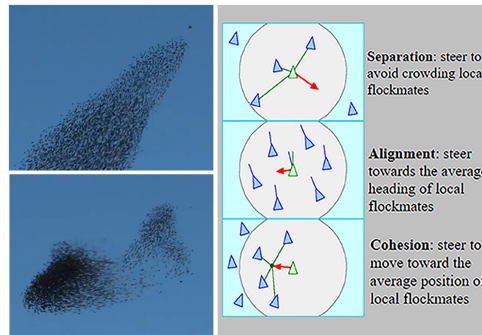 Separation: steer to
avoid crowding local
flockmates
Alignment: steer
towards the average
heading of local
flockmates
Cohesion: steer to
move toward the
average position of
local flockmates